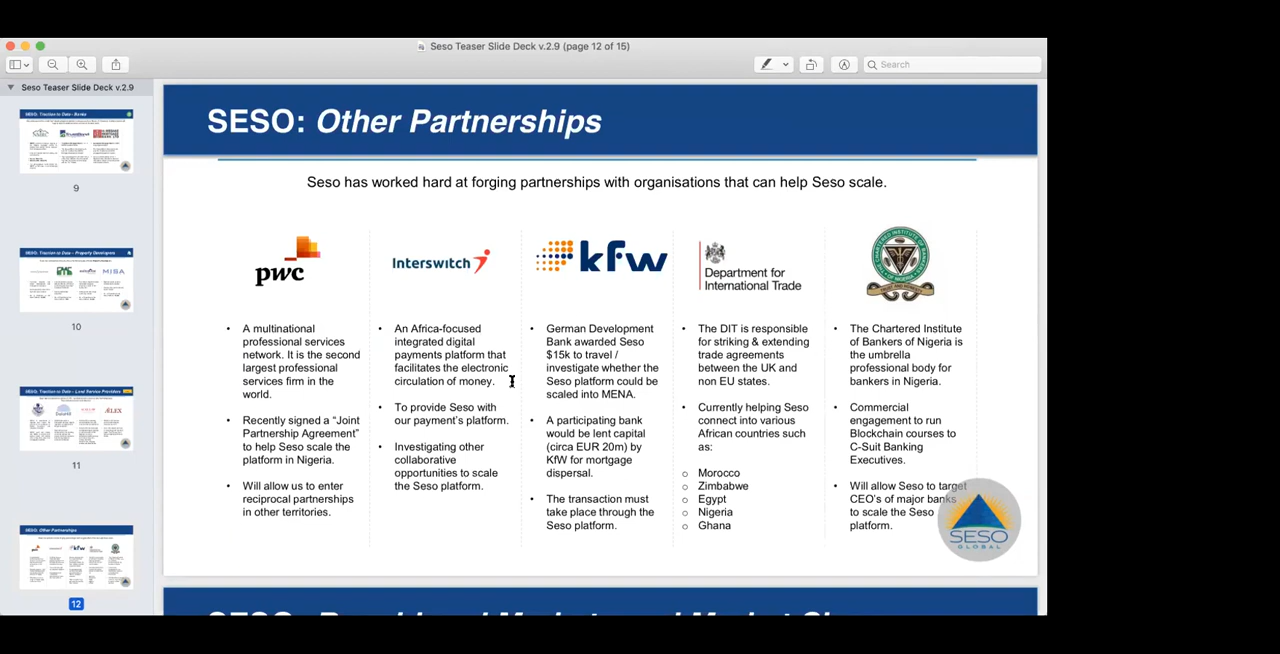 Seso Teaser Slide Deck v.2.9 (page 12 of 15)
Search
Seso Teaser Slide Deck v.2.9
9
10
11
12
SESO: Other Partnerships
Seso has worked hard at forging partnerships with organisations that can help Seso scale.
pwc
• A multinational
professional services
network. It is the second
largest professional
services firm in the
world.
• Recently signed a “Joint
Partnership Agreement”
to help Seso scale the
platform in Nigeria.
• Will allow us to enter
reciprocal partnerships
in other territories.
Interswitch
• An Africa-focused
integrated digital
payments platform that
facilitates the electronic
circulation of money.
• To provide Seso with
our payment’s platform.
• Investigating other
collaborative
opportunities to scale
the Seso platform.
kfw
• German Development
Bank awarded Seso
$15k to travel /
investigate whether the
Seso platform could be
scaled into MENA.
• A participating bank
would be lent capital
(circa EUR 20m) by
KfW for mortgage
dispersal.
• The transaction must
take place through the
Seso platform.
Department for
International Trade
• The DIT is responsible
for striking & extending
trade agreements
between the UK and
non EU states.
• Currently helping Seso
connect into various
African countries such
as:
o Morocco
o Zimbabwe
o Egypt
o Nigeria
o Ghana
• The Chartered Institute
of Bankers of Nigeria is
the umbrella
professional body for
bankers in Nigeria.
• Commercial
engagement to run
Blockchain courses to
C-Suit Banking
Executives.
• Will allow Seso to target
CEO’s of major banks
to scale the Seso
platform.
SESO
GLOBAL